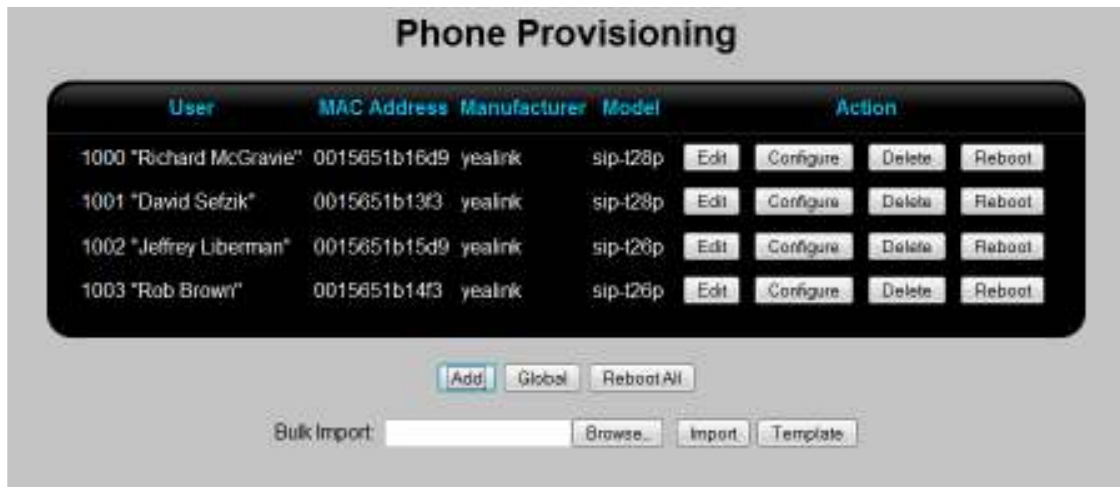 Phone Provisioning
User MAC Address Manufacturer Model Action
1000 "Richard McGravie" 0015651b16d9 yealink sip-t28p Edit Configure Delete Reboot
1001 "David Sefzik" 0015651b13f3 yealink sip-t28p Edit Configure Delete Reboot
1002 "Jeffrey Liberman" 0015651b15d9 yealink sip-t26p Edit Configure Delete Reboot
1003 "Rob Brown" 0015651b14f3 yealink sip-t26p Edit Configure Delete Reboot
Add Global Reboot All
Bulk Import: Browse... Import Template